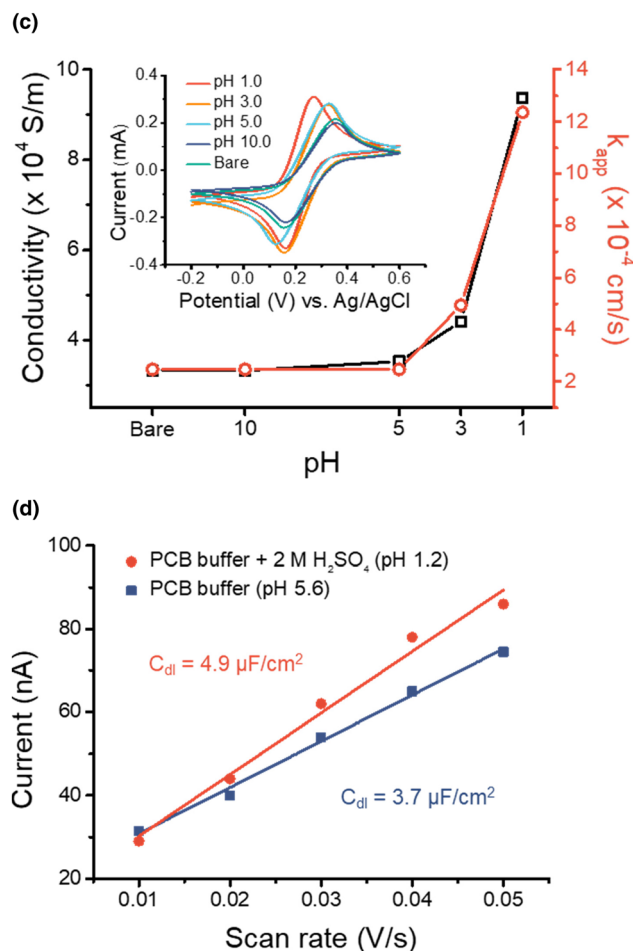 (c)
Conductivity (x 10⁴ S/m)
10
8
6
4
pH 1.0
pH 3.0
pH 5.0
pH 10.0
Bare
Current (mA)
0.4
0.2
0.0
-0.2
-0.4
-0.2 0.0 0.2 0.4 0.6
Potential (V) vs. Ag/AgCl
14
12
10
8
6
4
2
k_app (x 10⁻⁴ cm/s)
Bare 10 5 3 1
pH
(d)
Current (nA)
100
80
60
40
20
PCB buffer + 2 M H₂SO₄ (pH 1.2)
PCB buffer (pH 5.6)
C_dl = 4.9 µF/cm²
C_dl = 3.7 µF/cm²
0.01 0.02 0.03 0.04 0.05
Scan rate (V/s)